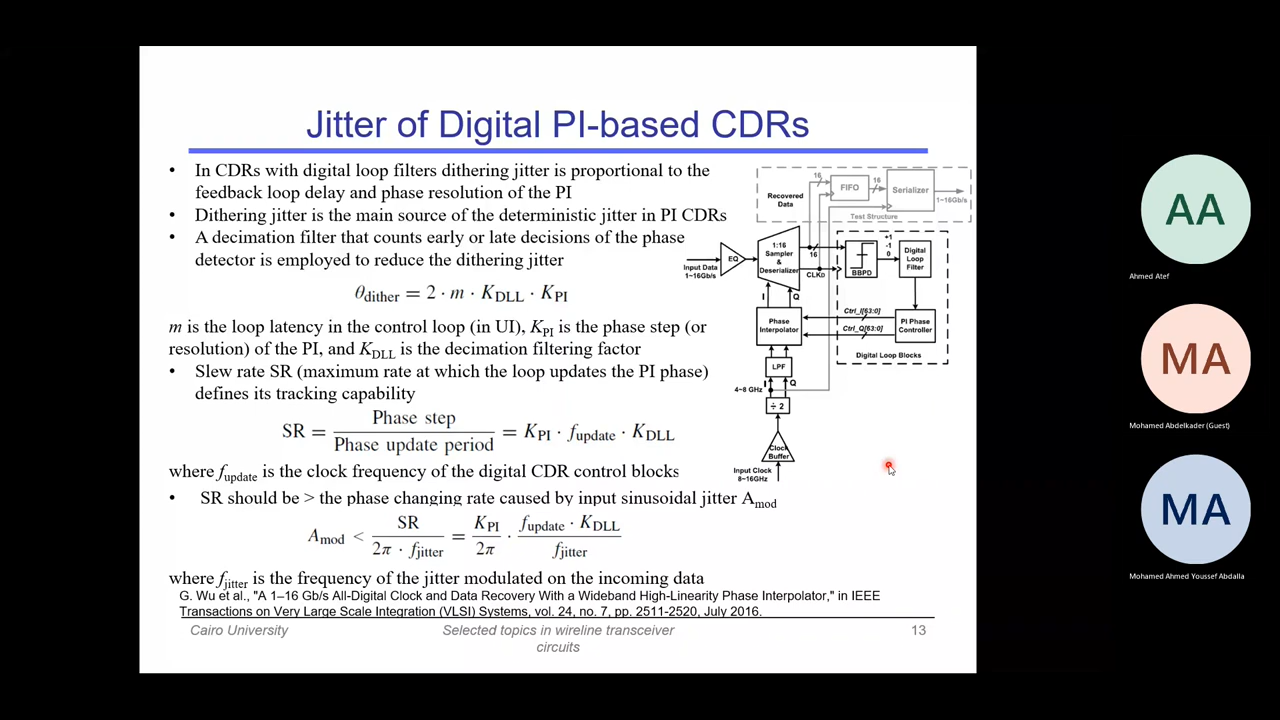 Jitter of Digital PI-based CDRs
• In CDRs with digital loop filters dithering jitter is proportional to the
feedback loop delay and phase resolution of the PI
• Dithering jitter is the main source of the deterministic jitter in PI CDRs
• A decimation filter that counts early or late decisions of the phase
detector is employed to reduce the dithering jitter
θdither = 2 · m · KDLL · KPI
m is the loop latency in the control loop (in UI), KPI is the phase step (or
resolution) of the PI, and KDLL is the decimation filtering factor
• Slew rate SR (maximum rate at which the loop updates the PI phase)
defines its tracking capability
SR = Phase step / Phase update period = KPI · fupdate · KDLL
where fupdate is the clock frequency of the digital CDR control blocks
• SR should be > the phase changing rate caused by input sinusoidal jitter Amod
Amod < SR / 2π · fjitter = KPI / 2π · fupdate · KDLL / fjitter
where fjitter is the frequency of the jitter modulated on the incoming data
G. Wu et al., "A 1–16 Gb/s All-Digital Clock and Data Recovery With a Wideband High-Linearity Phase Interpolator," in IEEE
Transactions on Very Large Scale Integration (VLSI) Systems, vol. 24, no. 7, pp. 2511-2520, July 2016.
Cairo University
Selected topics in wireline transceiver
circuits
13
Recovered
Data
16
FIFO
16
Serializer
1~16Gb/s
Test Structure
Input Data
1~16Gb/s
EQ
1:16
Sampler
&
Deserializer
16
CLKD
BBPD
+1
-1
0
Digital
Loop
Filter
I
Q
Phase
Interpolator
Ctrl_I[63:0]
Ctrl_Q[63:0]
PI Phase
Controller
Digital Loop Blocks
LPF
4~8 GHz
I
Q
÷ 2
Clock
Buffer
Input Clock
8~16GHz
AA
Ahmed Atef
MA
Mohamed Abdelkader (Guest)
MA
Mohamed Ahmed Youssef Abdalla